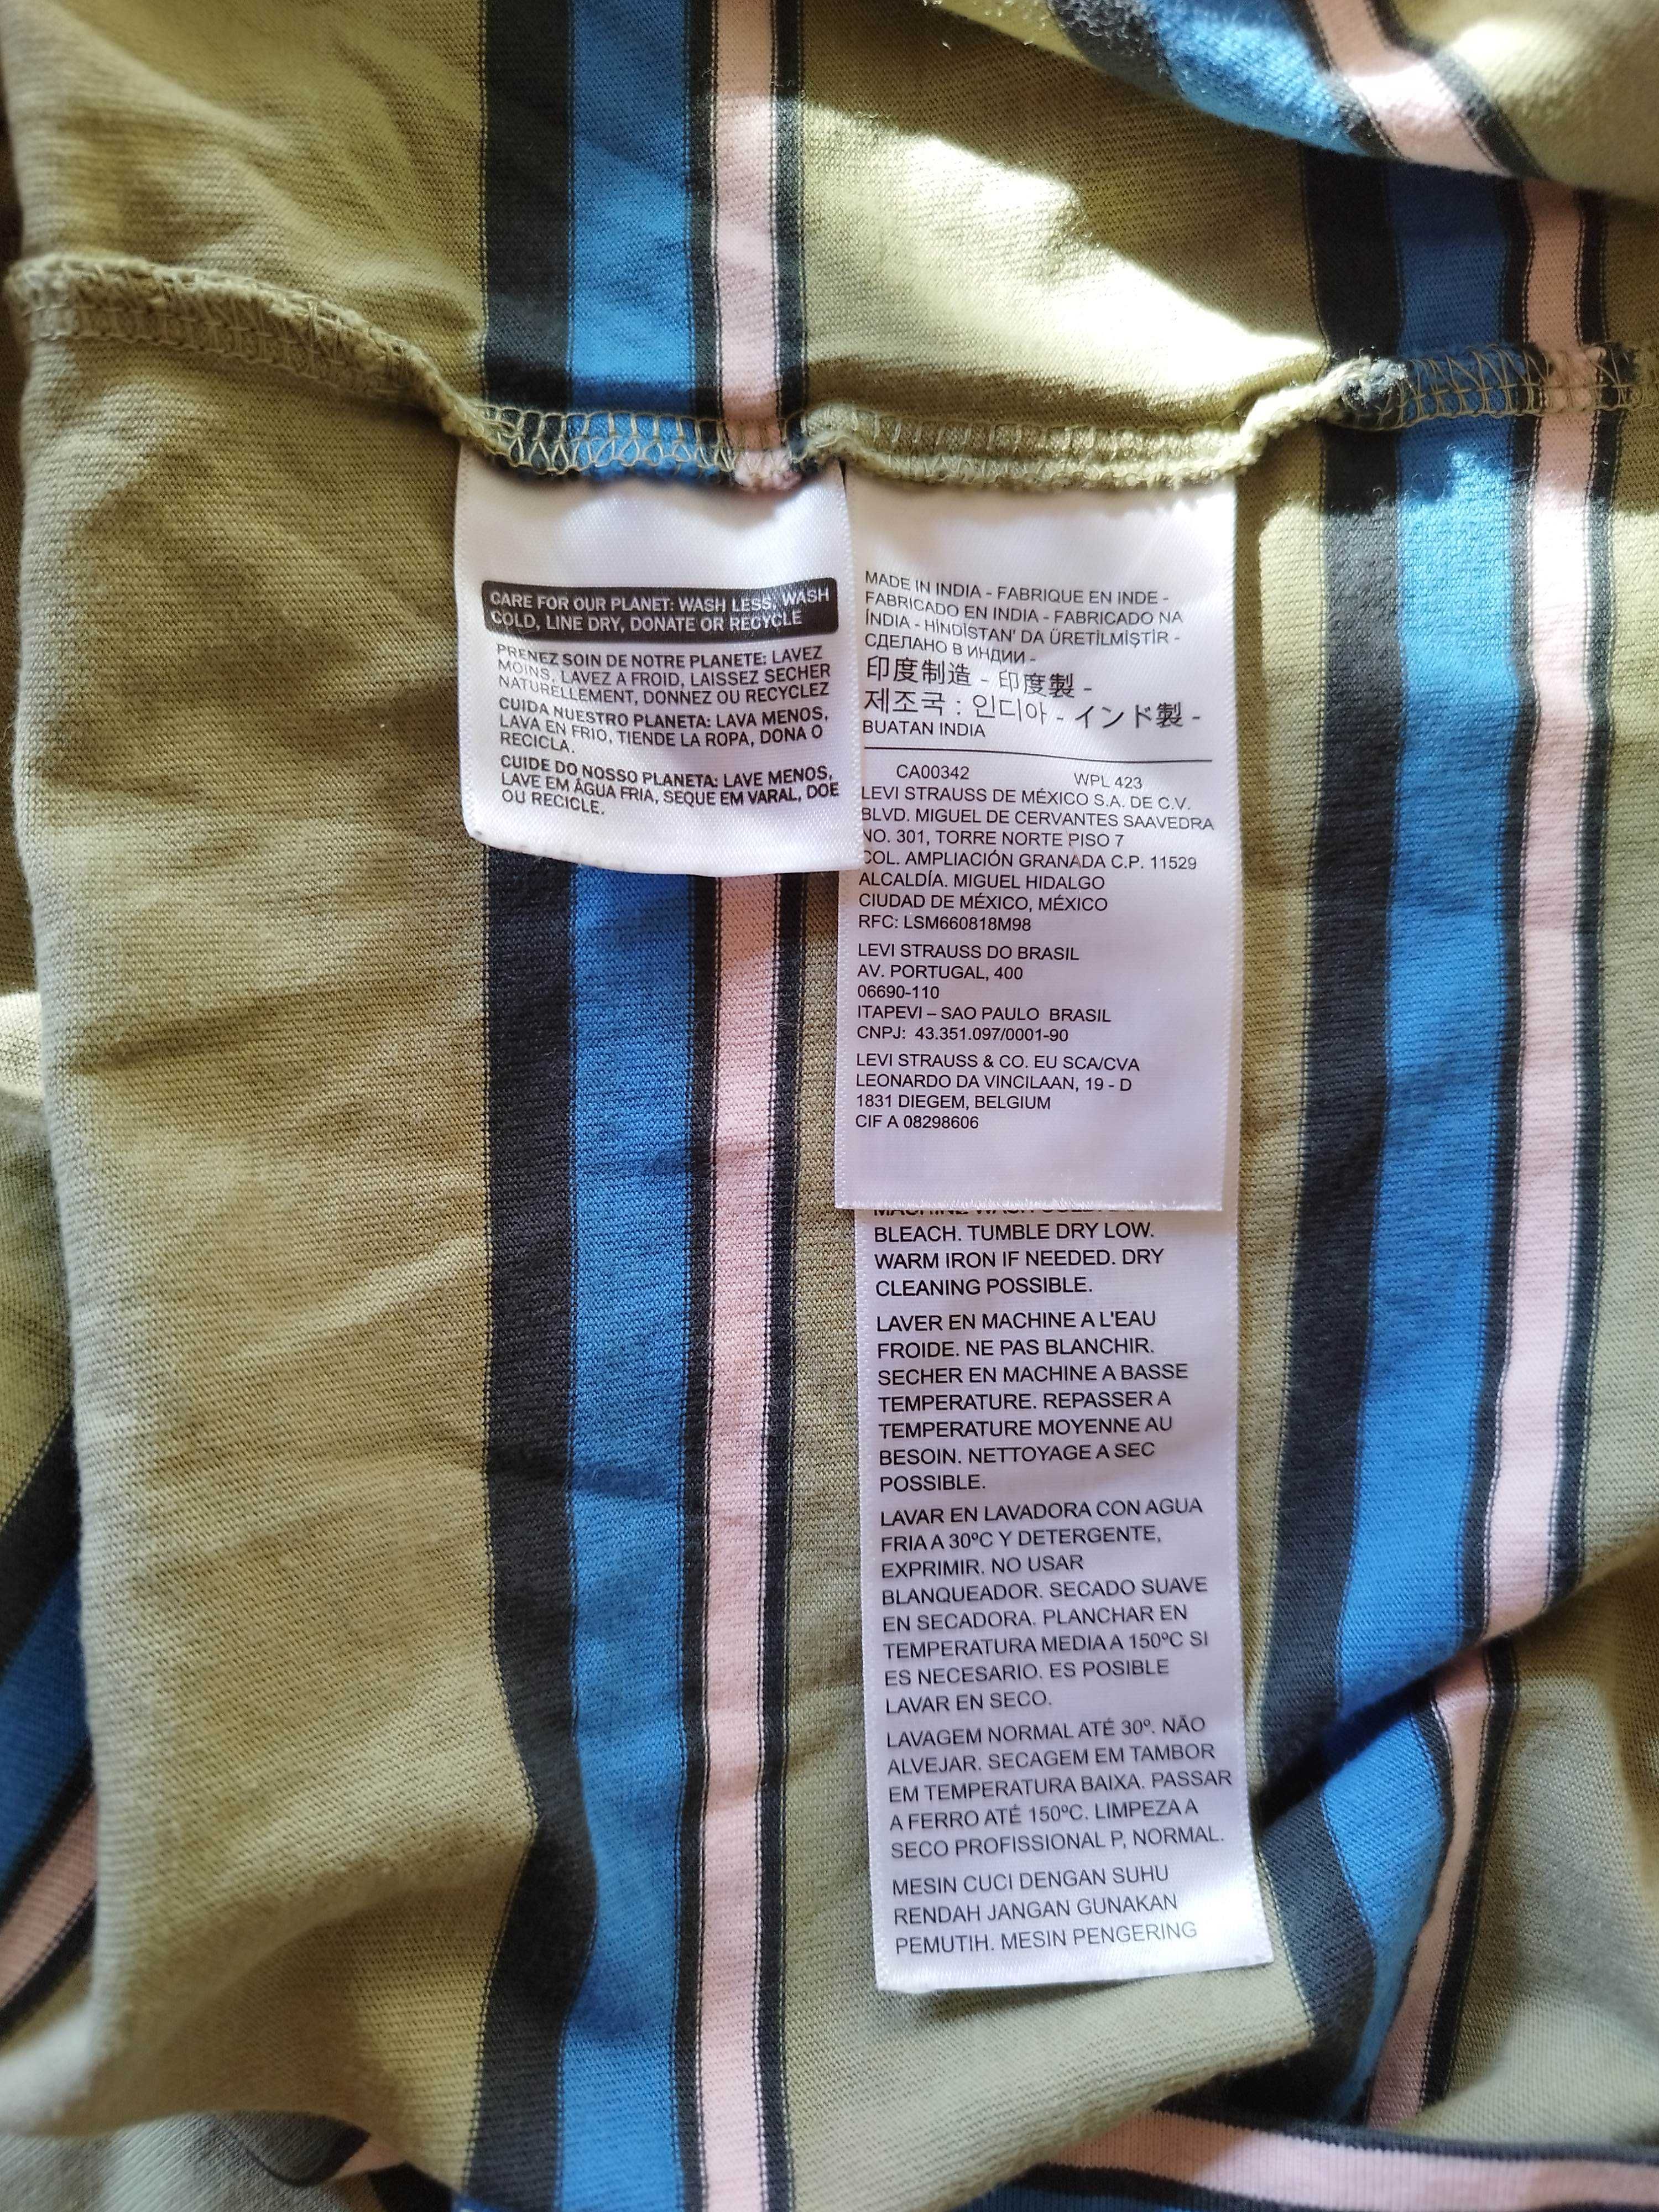 CARE FOR OUR PLANET: WASH LESS, WASH
COLD, LINE DRY, DONATE OR RECYCLE
PRENEZ SOIN DE NOTRE PLANETE: LAVEZ
MOINS, LAVEZ A FROID, LAISSEZ SECHER
NATURELLEMENT, DONNEZ OU RECYCLEZ
CUIDA NUESTRO PLANETA: LAVA MENOS,
LAVA EN FRIO, TIENDE LA ROPA, DONA O
RECICLA.
CUIDE DO NOSSO PLANETA: LAVE MENOS,
LAVE EM ÁGUA FRIA, SEQUE EM VARAL, DOE
OU RECICLE.
MADE IN INDIA - FABRIQUE EN INDE -
FABRICADO EN INDIA - FABRICADO NA
ÍNDIA - HİNDİSTAN' DA ÜRETİLMİŞTİR -
СДЕЛАНО В ИНДИИ -
印度制造 - 印度製 -
제조국 : 인디아 - インド製 -
BUATAN INDIA
CA00342 WPL 423
LEVI STRAUSS DE MÉXICO S.A. DE C.V.
BLVD. MIGUEL DE CERVANTES SAAVEDRA
NO. 301, TORRE NORTE PISO 7
COL. AMPLIACIÓN GRANADA C.P. 11529
ALCALDÍA. MIGUEL HIDALGO
CIUDAD DE MÉXICO, MÉXICO
RFC: LSM660818M98
LEVI STRAUSS DO BRASIL
AV. PORTUGAL, 400
06690-110
ITAPEVI – SAO PAULO BRASIL
CNPJ: 43.351.097/0001-90
LEVI STRAUSS & CO. EU SCA/CVA
LEONARDO DA VINCILAAN, 19 - D
1831 DIEGEM, BELGIUM
CIF A 08298606
MACHINE WASH
BLEACH. TUMBLE DRY LOW.
WARM IRON IF NEEDED. DRY
CLEANING POSSIBLE.
LAVER EN MACHINE A L'EAU
FROIDE. NE PAS BLANCHIR.
SECHER EN MACHINE A BASSE
TEMPERATURE. REPASSER A
TEMPERATURE MOYENNE AU
BESOIN. NETTOYAGE A SEC
POSSIBLE.
LAVAR EN LAVADORA CON AGUA
FRIA A 30ºC Y DETERGENTE,
EXPRIMIR. NO USAR
BLANQUEADOR. SECADO SUAVE
EN SECADORA. PLANCHAR EN
TEMPERATURA MEDIA A 150ºC SI
ES NECESARIO. ES POSIBLE
LAVAR EN SECO.
LAVAGEM NORMAL ATÉ 30º. NÃO
ALVEJAR. SECAGEM EM TAMBOR
EM TEMPERATURA BAIXA. PASSAR
A FERRO ATÉ 150ºC. LIMPEZA A
SECO PROFISSIONAL P, NORMAL.
MESIN CUCI DENGAN SUHU
RENDAH JANGAN GUNAKAN
PEMUTIH. MESIN PENGERING